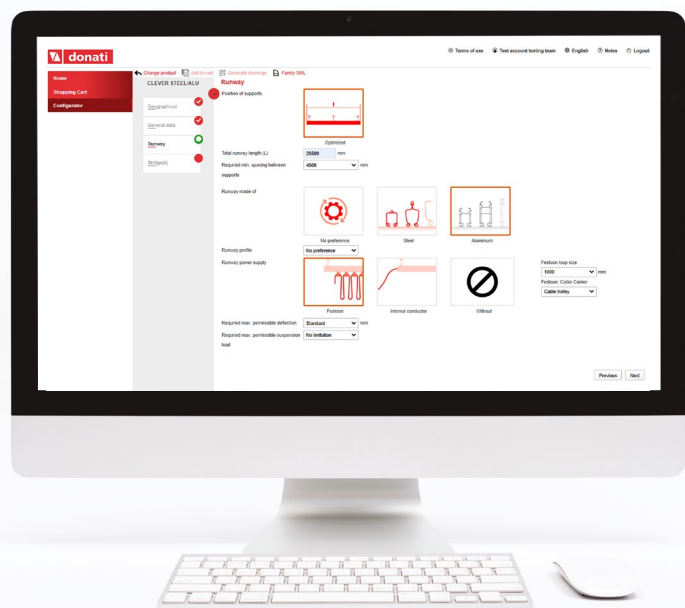 donati
Terms of use
Test account testing team
English
Notes
Logout
Home
Shopping Cart
Configurator
Change product
Add to cart
Generate drawings
Family XML
CLEVER STEEL/ALU
Geographical
General data
Runway
Bridge(s)
Runway
Position of supports
Optimized
Total runway length (L)
25500 mm
Required min. spacing between
supports
4500 mm
Runway made of
No preference
Steel
Aluminum
Runway profile
No preference
Runway power supply
Festoon
Internal conductor
Without
Festoon loop size
1000 mm
Festoon: Cable Carrier
Cable trolley
Required max. permissible deflection
Standard mm
Required max. permissible suspension
load
No limitation
Previous
Next